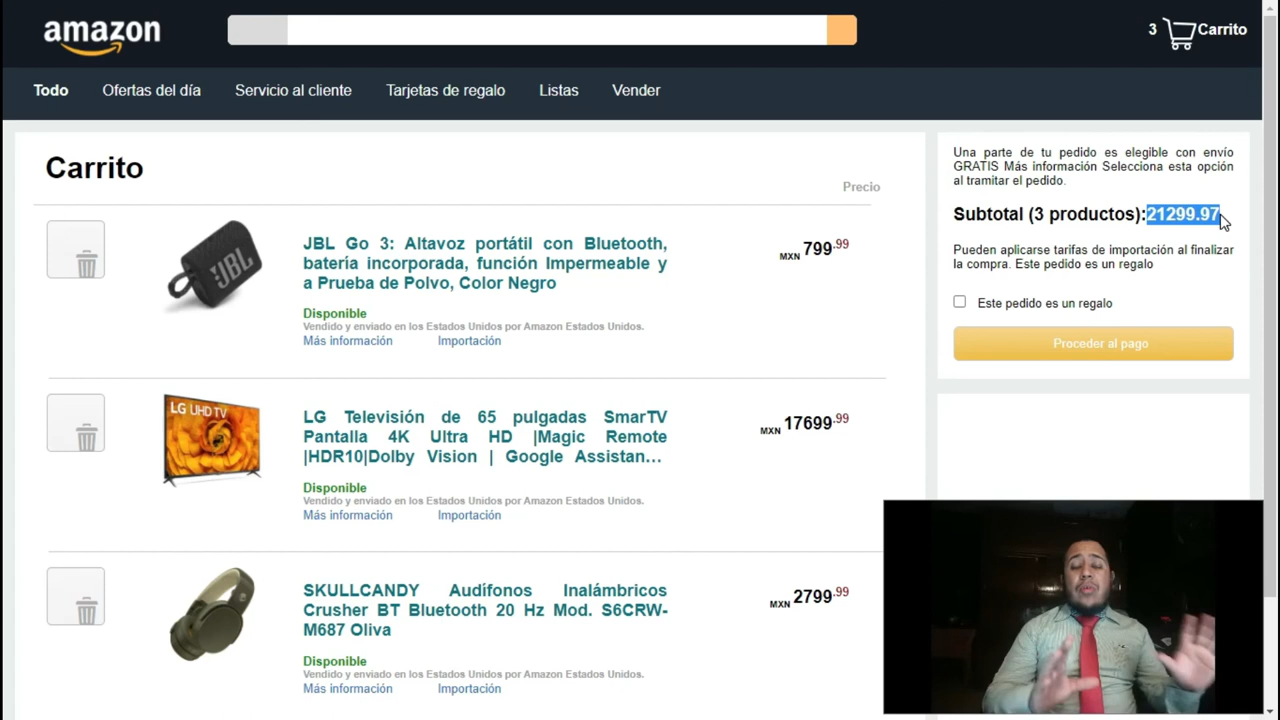 amazon
3 Carrito
Todo Ofertas del día Servicio al cliente Tarjetas de regalo Listas Vender
Carrito
Precio
JBL
JBL Go 3: Altavoz portátil con Bluetooth,
batería incorporada, función Impermeable y
a Prueba de Polvo, Color Negro
MXN 799.99
Disponible
Vendido y enviado en los Estados Unidos por Amazon Estados Unidos.
Más información Importación
LG UHD TV
LG Televisión de 65 pulgadas SmarTV
Pantalla 4K Ultra HD |Magic Remote
|HDR10|Dolby Vision | Google Assistan...
MXN 17699.99
Disponible
Vendido y enviado en los Estados Unidos por Amazon Estados Unidos.
Más información Importación
SKULLCANDY Audífonos Inalámbricos
Crusher BT Bluetooth 20 Hz Mod. S6CRW-
M687 Oliva
MXN 2799.99
Disponible
Vendido y enviado en los Estados Unidos por Amazon Estados Unidos.
Más información Importación
Una parte de tu pedido es elegible con envío
GRATIS Más información Selecciona esta opción
al tramitar el pedido.
Subtotal (3 productos):21299.97
Pueden aplicarse tarifas de importación al finalizar
la compra. Este pedido es un regalo
Este pedido es un regalo
Proceder al pago